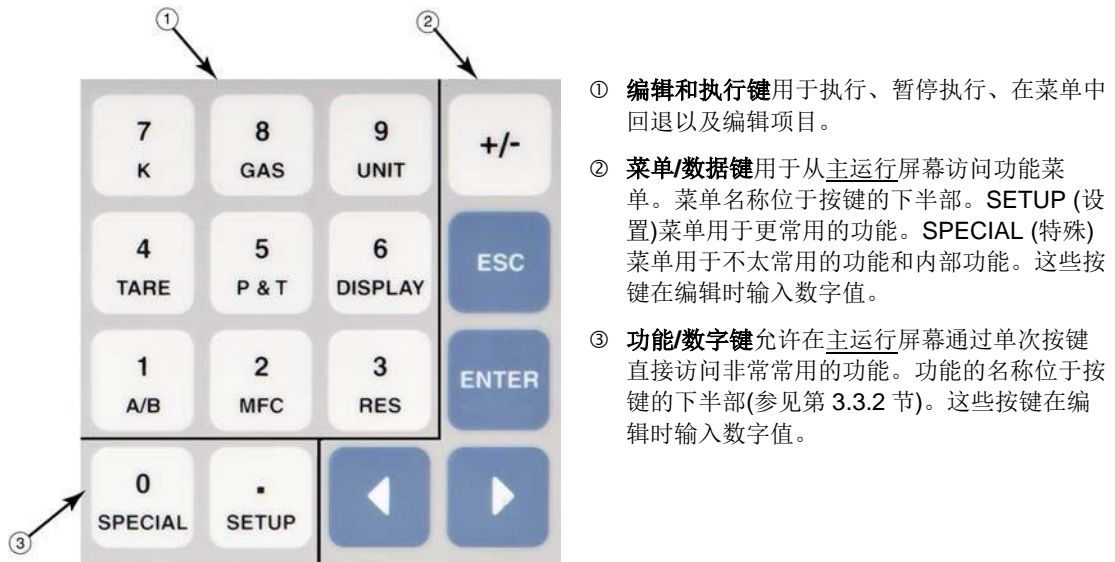 ①
②
7
8
9
+/-
K
GAS
UNIT
4
5
6
ESC
TARE
P & T
DISPLAY
1
2
3
ENTER
A/B
MFC
RES
0
.
SPECIAL
SETUP
③
① 编辑和执行键用于执行、暂停执行、在菜单中
回退以及编辑项目。
② 菜单/数据键用于从主运行屏幕访问功能菜
单。菜单名称位于按键的下半部。SETUP (设
置)菜单用于更常用的功能。SPECIAL (特殊)
菜单用于不太常用的功能和内部功能。这些按
键在编辑时输入数字值。
③ 功能/数字键允许在主运行屏幕通过单次按键
直接访问非常常用的功能。功能的名称位于按
键的下半部(参见第 3.3.2 节)。这些按键在编
辑时输入数字值。